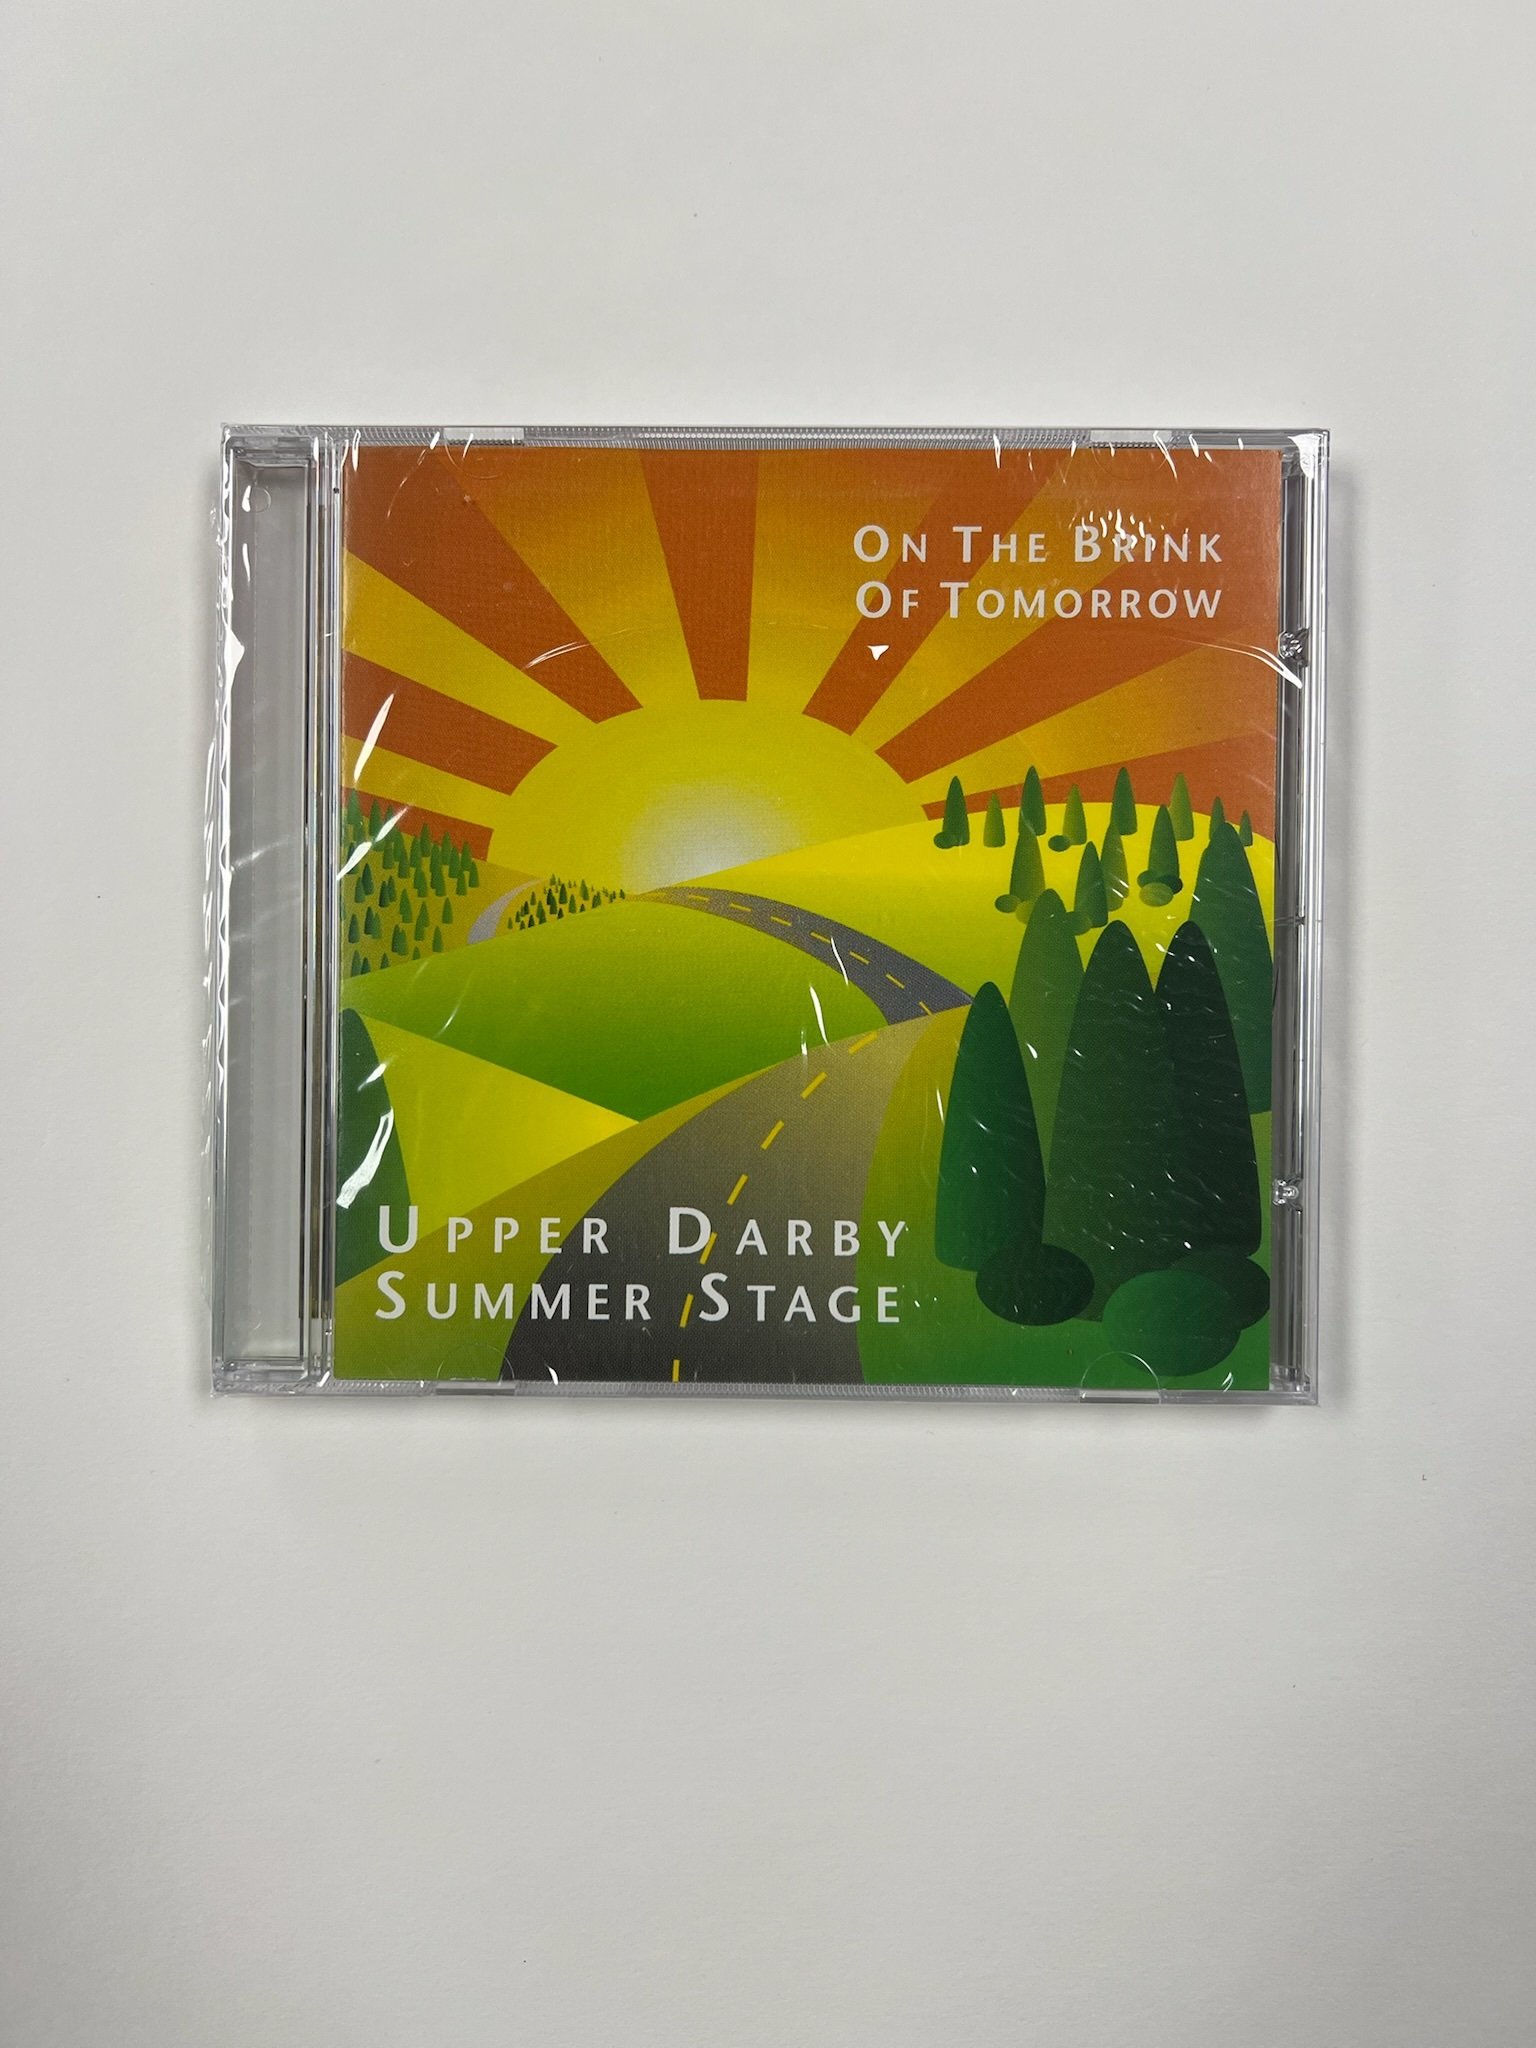 ON THE BRINK
OF TOMORROW
UPPER DARBY
SUMMER STAGE